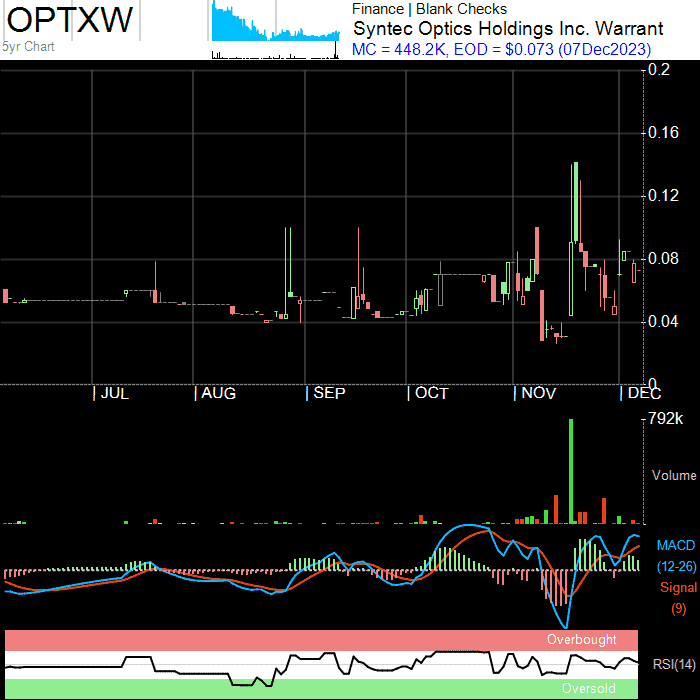 OPTXW
5yr Chart
Finance | Blank Checks
Syntec Optics Holdings Inc. Warrant
MC = 448.2K, EOD = $0.073 (07Dec2023)
0.2
0.16
0.12
0.08
0.04
0
JUL AUG SEP OCT NOV DEC
792k
Volume
MACD
(12-26)
Signal
(9)
Overbought
RSI(14)
Oversold